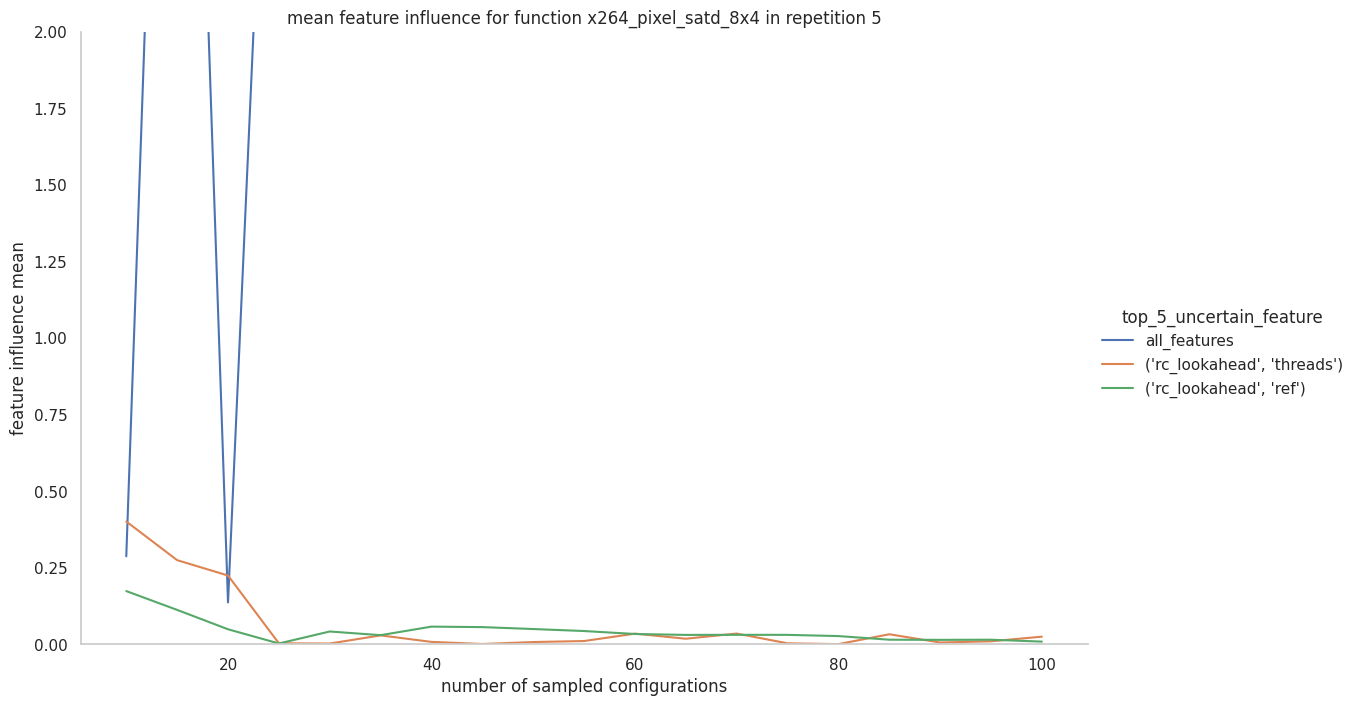 mean feature influence for function x264_pixel_satd_8x4 in repetition 5
2.00
1.75
1.50
1.25
1.00
0.75
0.50
0.25
0.00
feature influence mean
20
40
60
80
100
number of sampled configurations
top_5_uncertain_feature
all_features
('rc_lookahead', 'threads')
('rc_lookahead', 'ref')